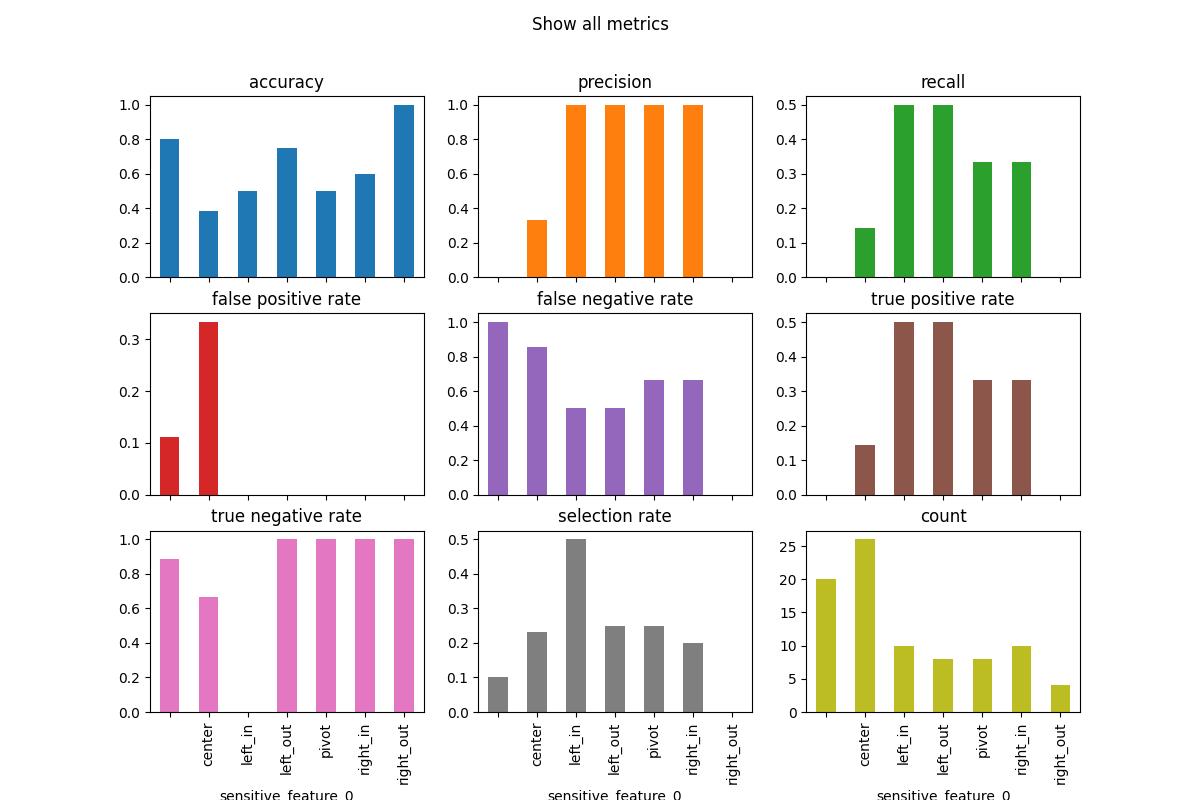 Show all metrics
accuracy
precision
recall
1.0
0.8
0.6
0.4
0.2
0.0
1.0
0.8
0.6
0.4
0.2
0.0
0.5
0.4
0.3
0.2
0.1
0.0
false positive rate
false negative rate
true positive rate
0.3
0.2
0.1
0.0
1.0
0.8
0.6
0.4
0.2
0.0
0.5
0.4
0.3
0.2
0.1
0.0
true negative rate
selection rate
count
1.0
0.8
0.6
0.4
0.2
0.0
0.5
0.4
0.3
0.2
0.1
0.0
25
20
15
10
5
0
center
left_in
left_out
pivot
right_in
right_out
center
left_in
left_out
pivot
right_in
right_out
center
left_in
left_out
pivot
right_in
right_out
sensitive_feature_0
sensitive_feature_0
sensitive_feature_0